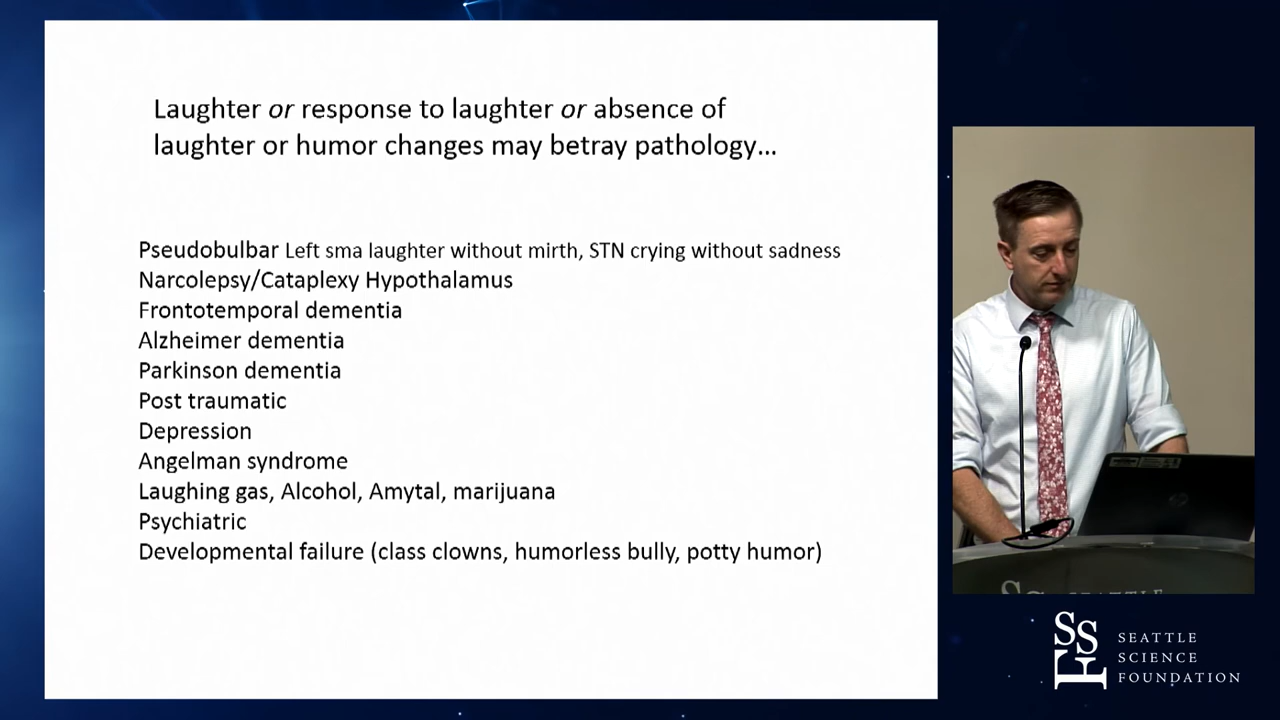 Laughter or response to laughter or absence of
laughter or humor changes may betray pathology…
Pseudobulbar Left sma laughter without mirth, STN crying without sadness
Narcolepsy/Cataplexy Hypothalamus
Frontotemporal dementia
Alzheimer dementia
Parkinson dementia
Post traumatic
Depression
Angelman syndrome
Laughing gas, Alcohol, Amytal, marijuana
Psychiatric
Developmental failure (class clowns, humorless bully, potty humor)
SSF
SEATTLE
SCIENCE
FOUNDATION